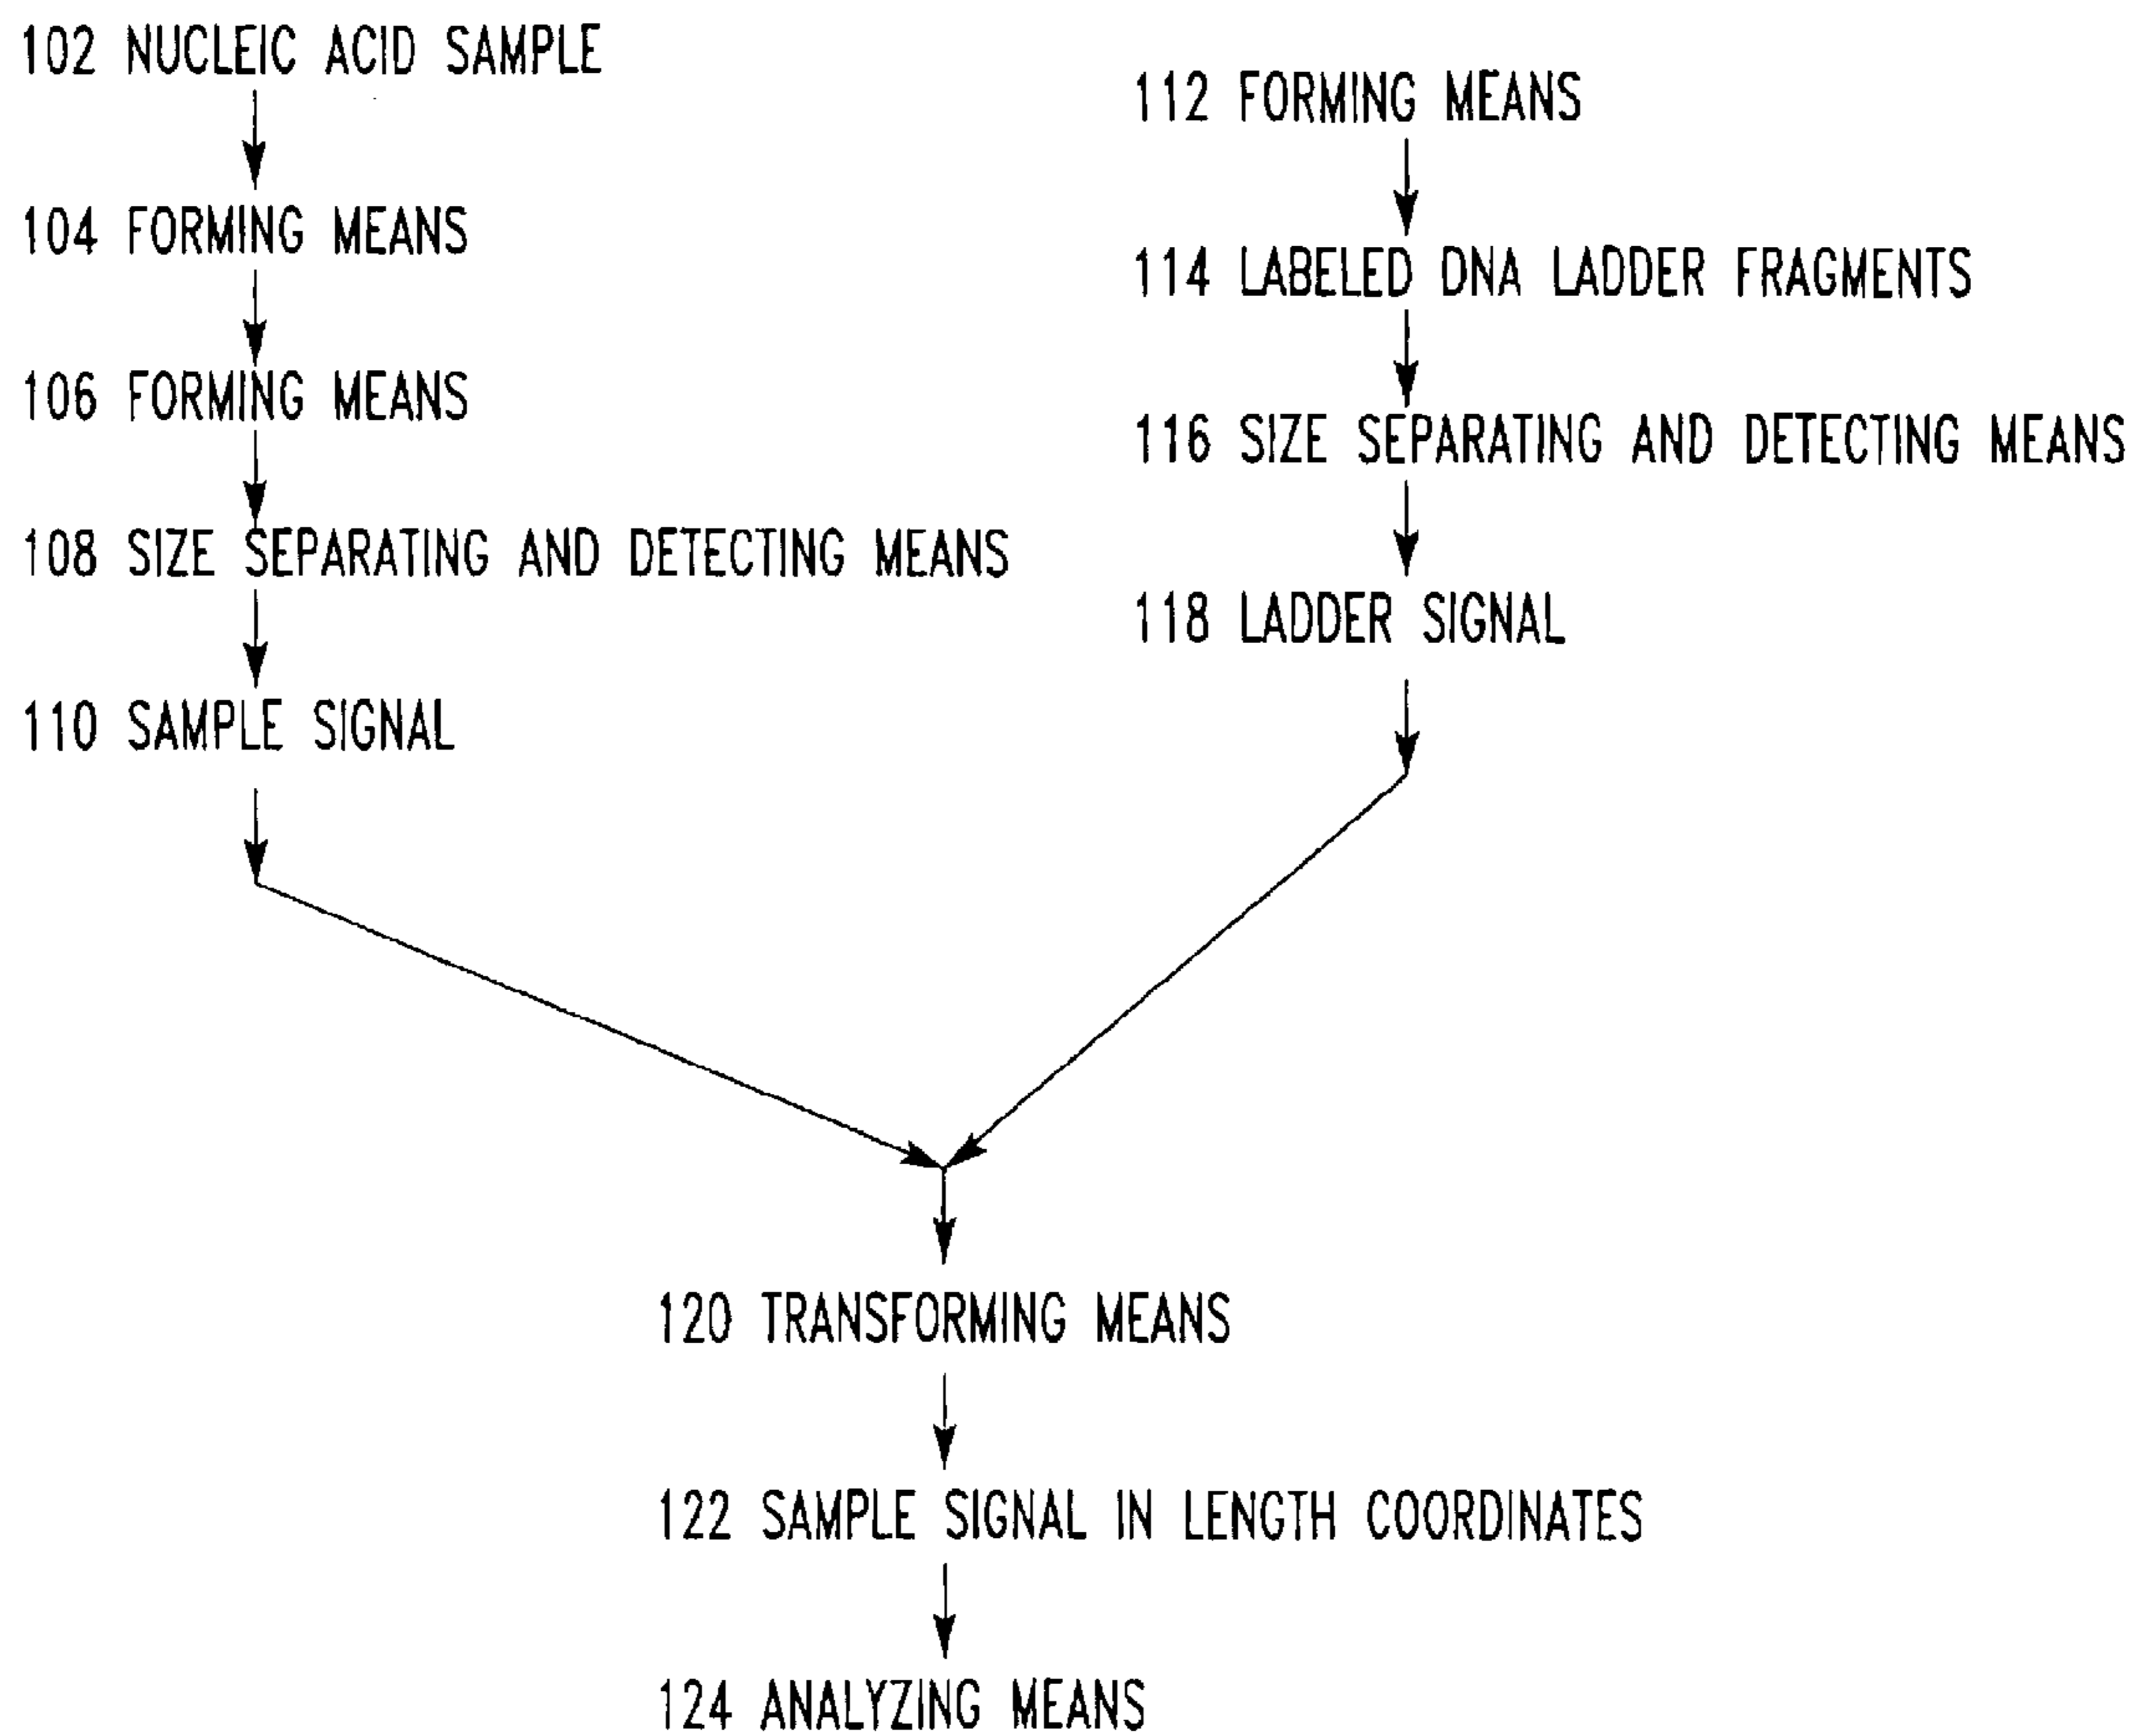 102 NUCLEIC ACID SAMPLE
104 FORMING MEANS
106 FORMING MEANS
108 SIZE SEPARATING AND DETECTING MEANS
110 SAMPLE SIGNAL
112 FORMING MEANS
114 LABELED DNA LADDER FRAGMENTS
116 SIZE SEPARATING AND DETECTING MEANS
118 LADDER SIGNAL
120 TRANSFORMING MEANS
122 SAMPLE SIGNAL IN LENGTH COORDINATES
124 ANALYZING MEANS